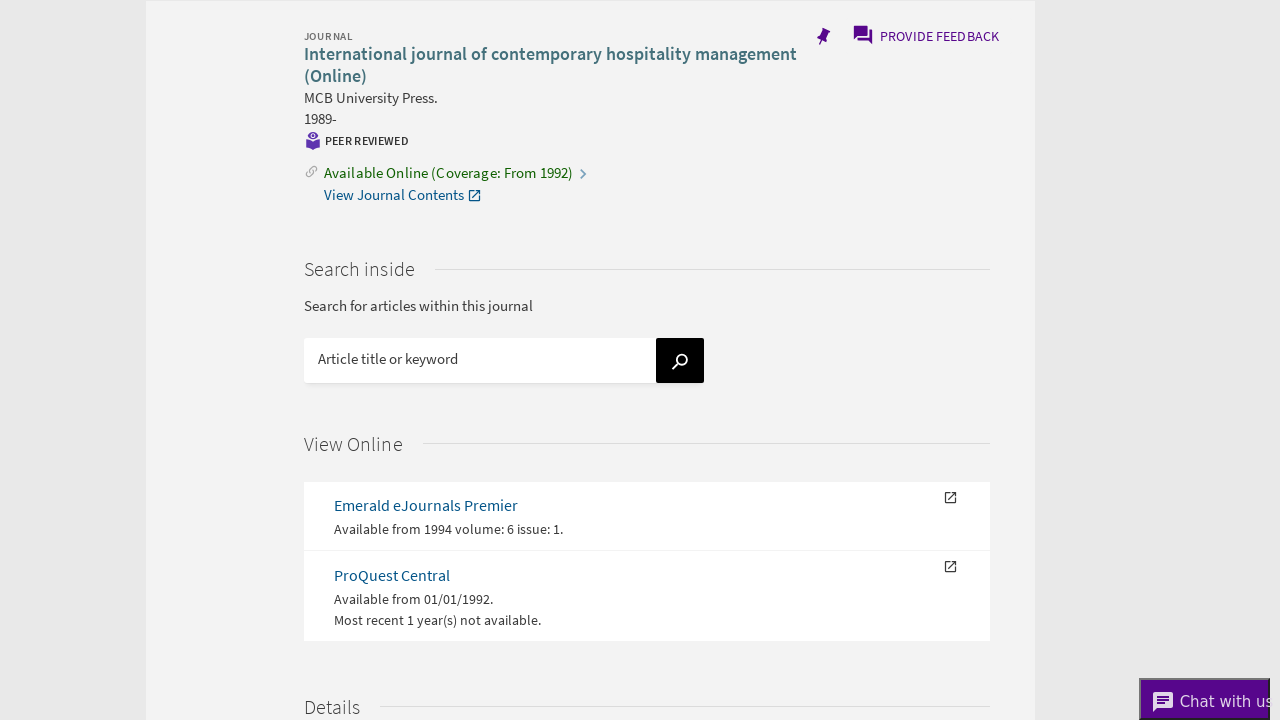 JOURNAL
International journal of contemporary hospitality management
(Online)
MCB University Press.
1989-
PEER REVIEWED
Available Online (Coverage: From 1992)
View Journal Contents
PROVIDE FEEDBACK
Search inside
Search for articles within this journal
Article title or keyword
View Online
Emerald eJournals Premier
Available from 1994 volume: 6 issue: 1.
ProQuest Central
Available from 01/01/1992.
Most recent 1 year(s) not available.
Details
Chat with us